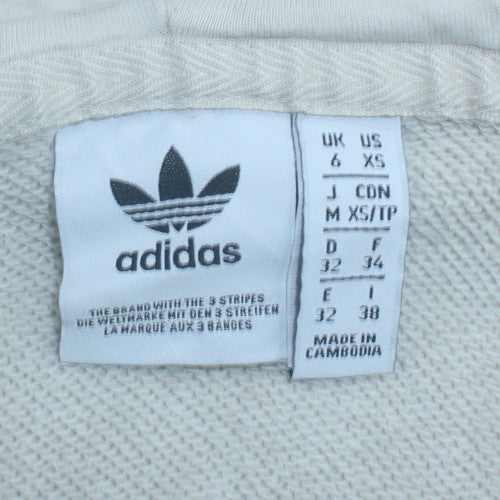 adidas
THE BRAND WITH THE 3 STRIPES
DIE WELTMARKE MIT DEN 3 STREIFEN
LA MARQUE AUX 3 BANDES
UK US
6 XS
J CDN
M XS/TP
D F
32 34
E I
32 38
MADE IN
CAMBODIA